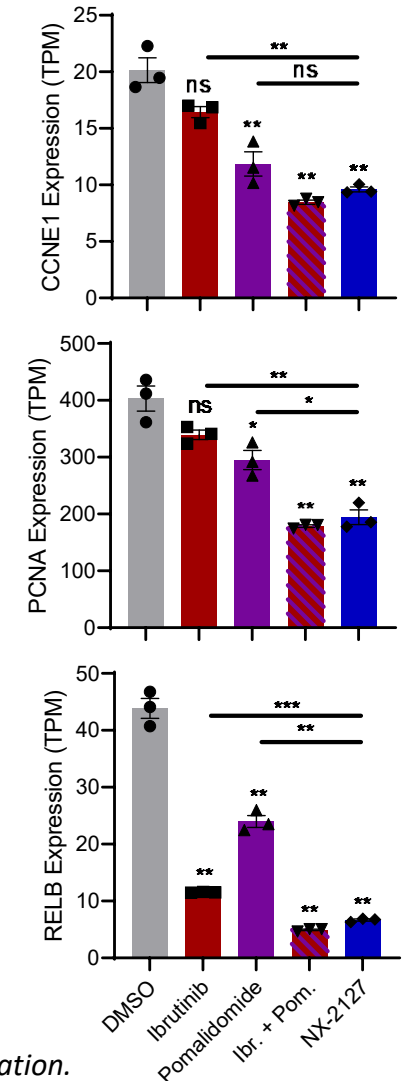 25
20
15
10
5
0
CCNE1 Expression (TPM)
**
ns
ns
**
**
**
500
400
300
200
100
0
PCNA Expression (TPM)
**
*
ns
*
**
**
50
40
30
20
10
0
RELB Expression (TPM)
***
**
**
**
**
**
DMSO
Ibrutinib
Pomalidomide
Ibr. + Pom.
NX-2127
ation.